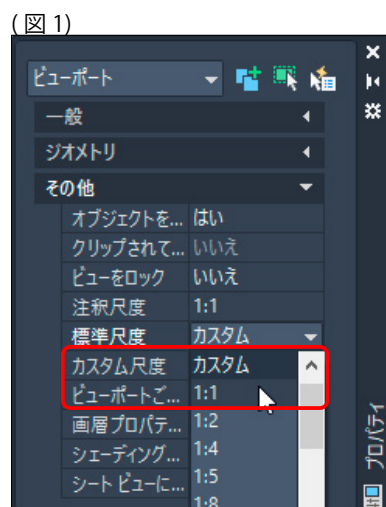 (図 1)
ビューポート
一般
ジオメトリ
その他
オブジェクトを... はい
クリップされて... いいえ
ビューをロック いいえ
注釈尺度 1:1
標準尺度 カスタム
カスタム尺度 カスタム
ビューポートご... 1:1
画層プロパテ... 1:2
シェーディング... 1:4
シート ビューに... 1:5
1:8
プロパティ